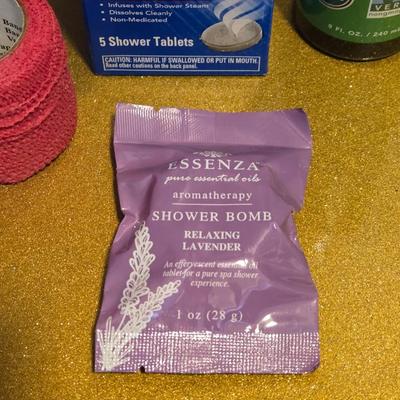 • Infuses with Shower Steam
• Dissolves Cleanly
• Non-Medicated
5 Shower Tablets
CAUTION: HARMFUL IF SWALLOWED OR PUT IN MOUTH.
Read other cautions on the back panel.
8 FL. OZ. / 240
ESSENZA
pure essential oils
aromatherapy
SHOWER BOMB
RELAXING
LAVENDER
An effervescent essential oil
tablet for a pure spa shower
experience.
1 oz (28 g)